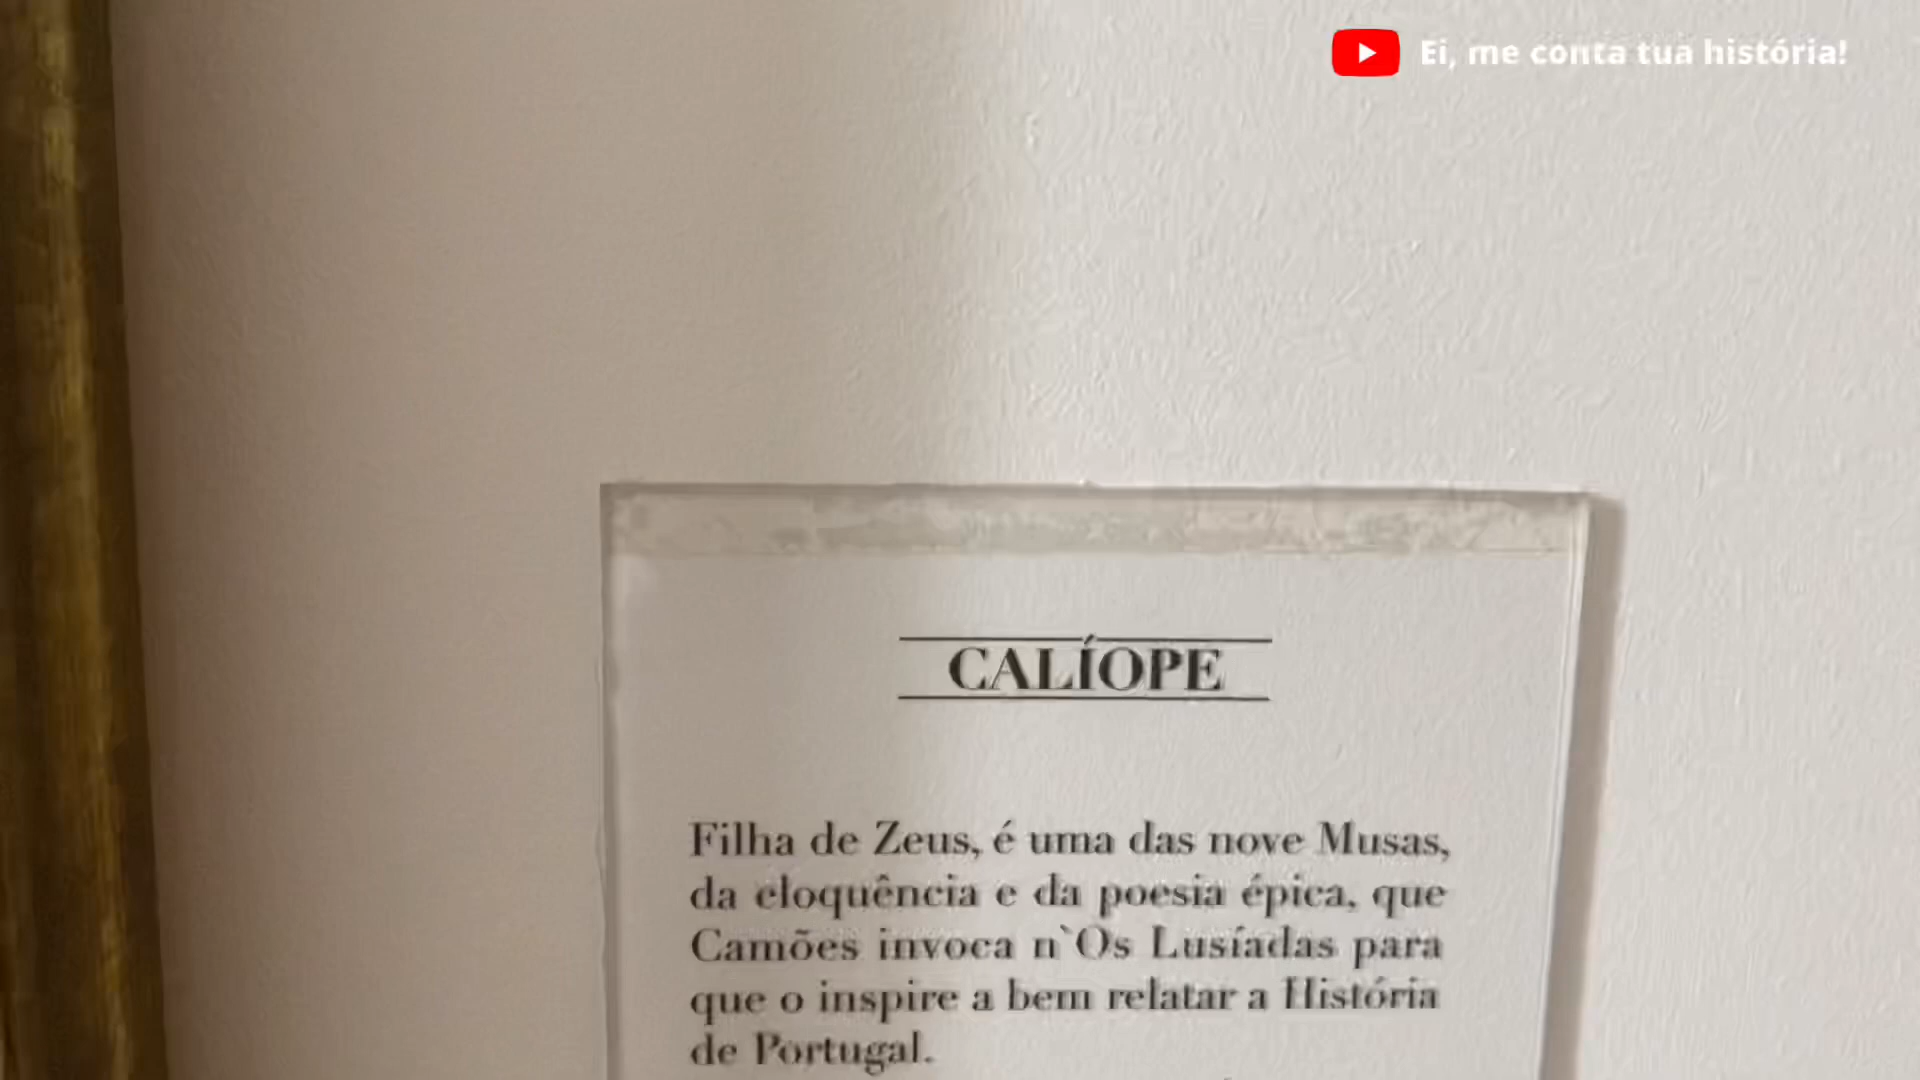 Ei, me conta tua história!
CALÍOPE
Filha de Zeus, é uma das nove Musas,
da eloquência e da poesia épica, que
Camões invoca n`Os Lusíadas para
que o inspire a bem relatar a História
de Portugal.